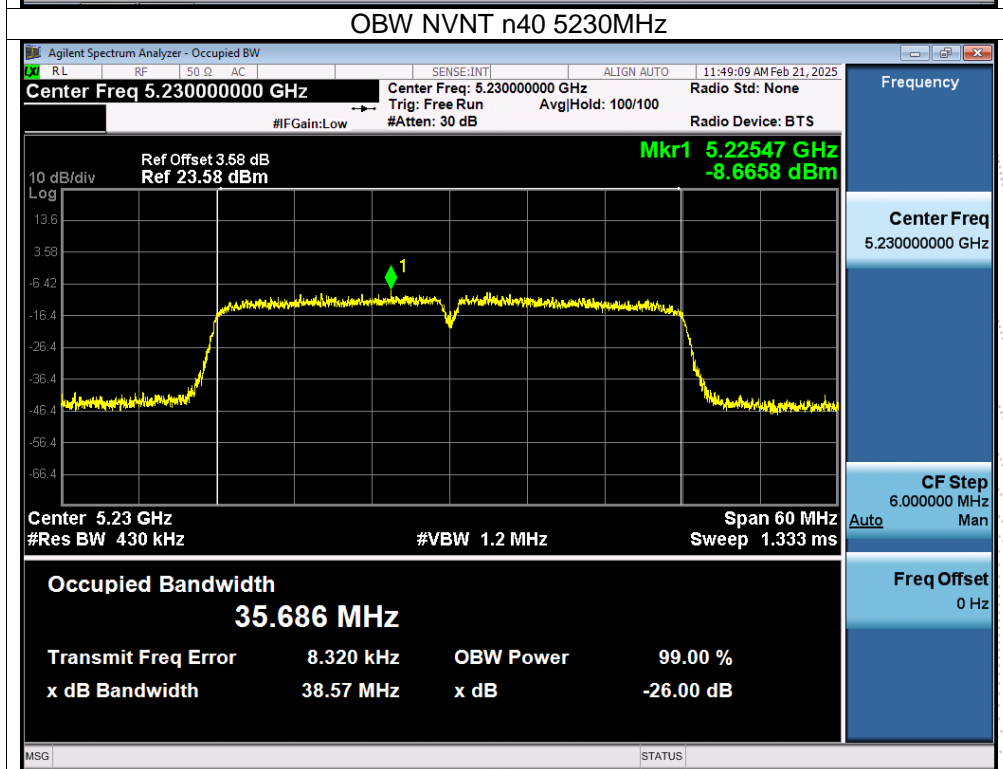 OBW NVNT n40 5230MHz
Agilent Spectrum Analyzer - Occupied BW
LXI RL RF 50 Ω AC SENSE:INT ALIGN AUTO 11:49:09 AM Feb 21, 2025
Center Freq 5.230000000 GHz
Center Freq: 5.230000000 GHz
Radio Std: None
Trig: Free Run Avg|Hold: 100/100
#IFGain:Low #Atten: 30 dB Radio Device: BTS
Frequency
Mkr1 5.22547 GHz
-8.6658 dBm
Ref Offset 3.58 dB
10 dB/div Ref 23.58 dBm
Log
13.6
3.58
-6.42
-16.4
-26.4
-36.4
-46.4
-56.4
-66.4
1
Center 5.23 GHz Span 60 MHz
#Res BW 430 kHz #VBW 1.2 MHz Sweep 1.333 ms
Center Freq
5.230000000 GHz
CF Step
6.000000 MHz
Auto Man
Freq Offset
0 Hz
Occupied Bandwidth
35.686 MHz
Transmit Freq Error 8.320 kHz OBW Power 99.00 %
x dB Bandwidth 38.57 MHz x dB -26.00 dB
MSG STATUS